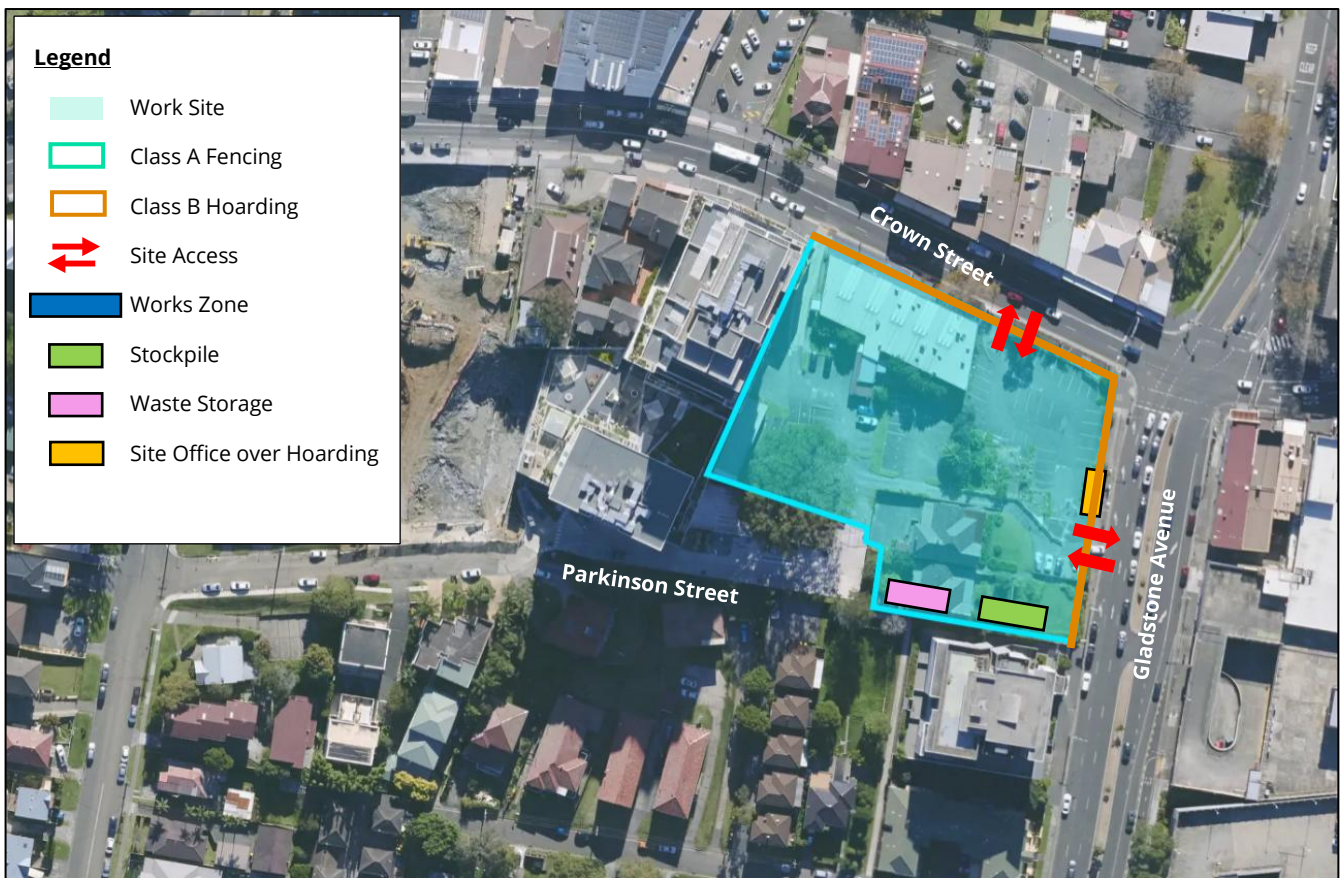 Legend
Work Site
Class A Fencing
Class B Hoarding
Site Access
Works Zone
Stockpile
Waste Storage
Site Office over Hoarding
Crown Street
Parkinson Street
Gladstone Avenue
CLEAR